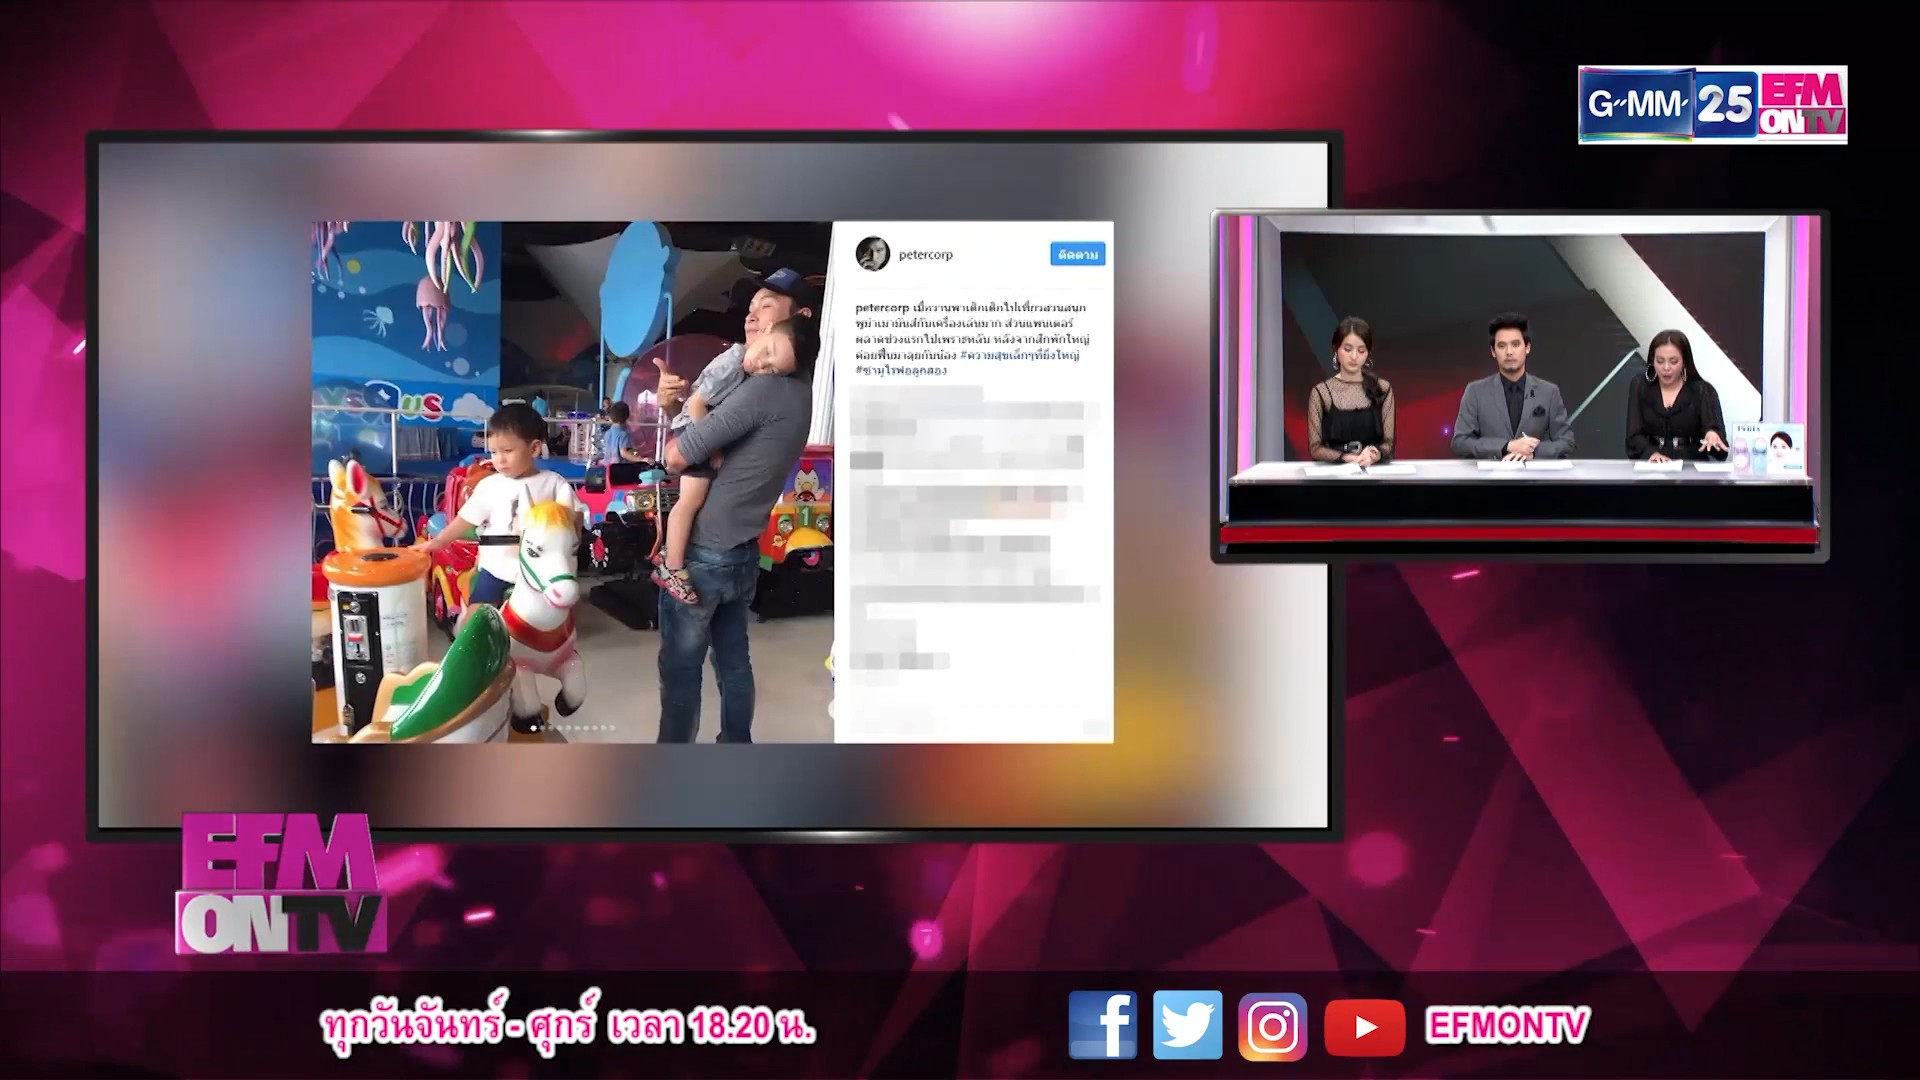 G"MM' 25 EFM ONTV
petercorp
ติดตาม
petercorp เมื่อวานพาเด็กเด็กไปเที่ยวสวนสนุก
พูม่าเมามันส์กับเครื่องเล่นมาก ส่วนแพนเตอร์
พลาดช่วงแรกไปเพราะหลับ หลังจากสักพักใหญ่
ค่อยฟื้นมาลุยกับน้อง #ความสุขเล็กๆที่ยิ่งใหญ่
#ซามูไรพ่อลูกสอง
EFM
ONTV
ทุกวันจันทร์ - ศุกร์ เวลา 18.20 น.
EFMONTV